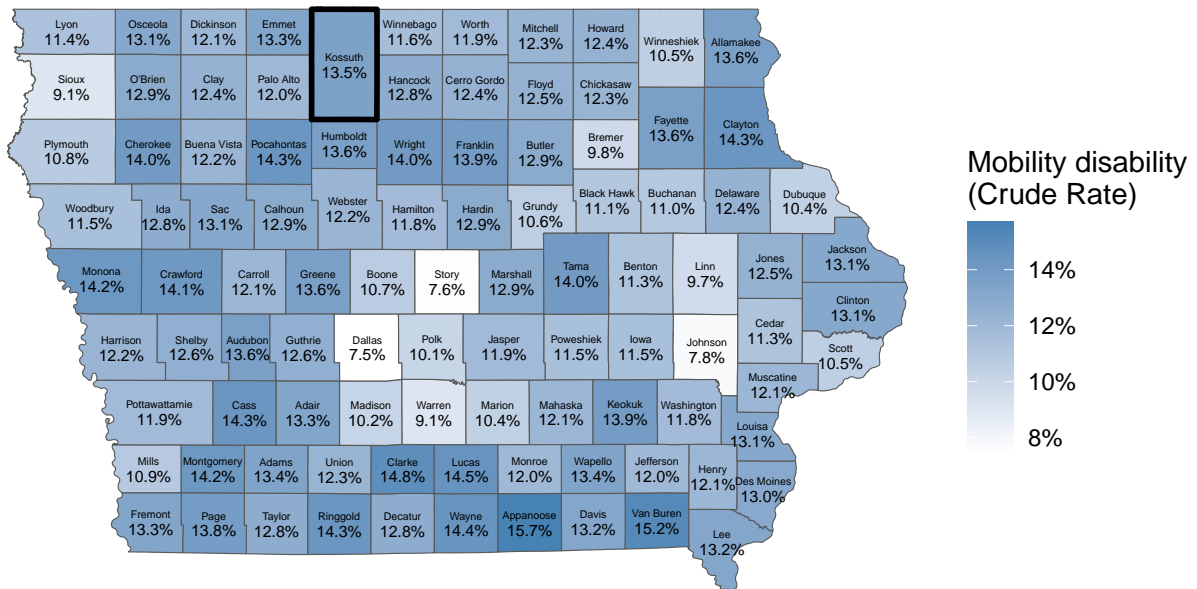 Lyon
11.4%
Osceola
13.1%
Dickinson
12.1%
Emmet
13.3%
Kossuth
13.5%
Winnebago
11.6%
Worth
11.9%
Mitchell
12.3%
Howard
12.4%
Winneshiek
10.5%
Allamakee
13.6%
Sioux
9.1%
O'Brien
12.9%
Clay
12.4%
Palo Alto
12.0%
Hancock
12.8%
Cerro Gordo
12.4%
Floyd
12.5%
Chickasaw
12.3%
Fayette
13.6%
Clayton
14.3%
Plymouth
10.8%
Cherokee
14.0%
Buena Vista
12.2%
Pocahontas
14.3%
Humboldt
13.6%
Wright
14.0%
Franklin
13.9%
Butler
12.9%
Bremer
9.8%
Woodbury
11.5%
Ida
12.8%
Sac
13.1%
Calhoun
12.9%
Webster
12.2%
Hamilton
11.8%
Hardin
12.9%
Grundy
10.6%
Black Hawk
11.1%
Buchanan
11.0%
Delaware
12.4%
Dubuque
10.4%
Monona
14.2%
Crawford
14.1%
Carroll
12.1%
Greene
13.6%
Boone
10.7%
Story
7.6%
Marshall
12.9%
Tama
14.0%
Benton
11.3%
Linn
9.7%
Jones
12.5%
Jackson
13.1%
Clinton
13.1%
Harrison
12.2%
Shelby
12.6%
Audubon
13.6%
Guthrie
12.6%
Dallas
7.5%
Polk
10.1%
Jasper
11.9%
Poweshiek
11.5%
Iowa
11.5%
Johnson
7.8%
Cedar
11.3%
Scott
10.5%
Muscatine
12.1%
Pottawattamie
11.9%
Cass
14.3%
Adair
13.3%
Madison
10.2%
Warren
9.1%
Marion
10.4%
Mahaska
12.1%
Keokuk
13.9%
Washington
11.8%
Louisa
13.1%
Mills
10.9%
Montgomery
14.2%
Adams
13.4%
Union
12.3%
Clarke
14.8%
Lucas
14.5%
Monroe
12.0%
Wapello
13.4%
Jefferson
12.0%
Henry
12.1%
Des Moines
13.0%
Fremont
13.3%
Page
13.8%
Taylor
12.8%
Ringgold
14.3%
Decatur
12.8%
Wayne
14.4%
Appanoose
15.7%
Davis
13.2%
Van Buren
15.2%
Lee
13.2%
Mobility disability
(Crude Rate)
14%
12%
10%
8%